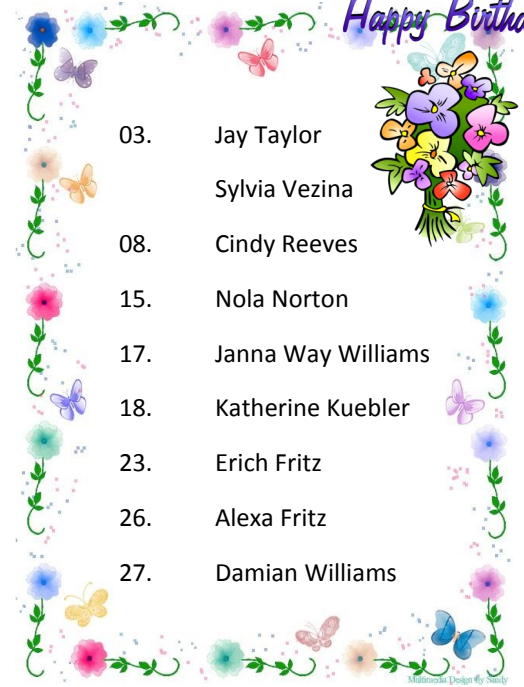 Happy
03. Jay Taylor
Sylvia Vezina
08. Cindy Reeves
15. Nola Norton
17. Janna Way Williams
18. Katherine Kuebler
23. Erich Fritz
26. Alexa Fritz
27. Damian Williams
Multimedia Design By Sandy